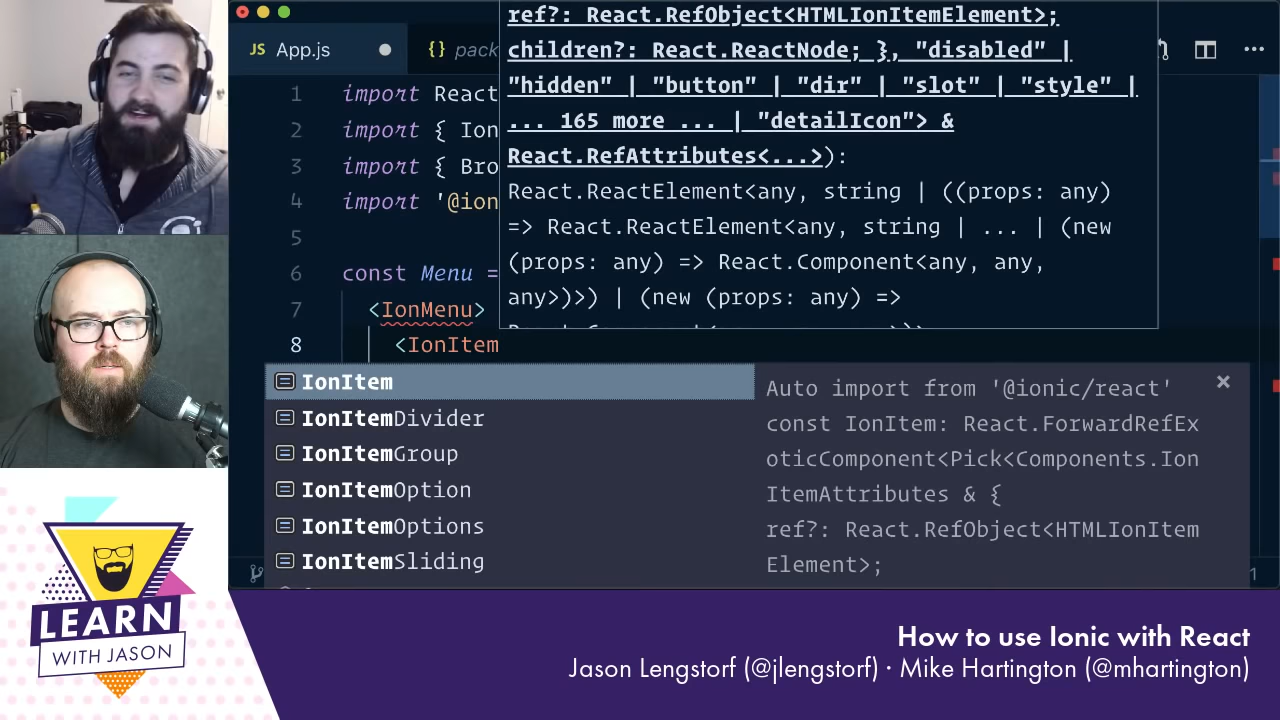 JS App.js
{} pack
ref?: React.RefObject<HTMLIonItemElement>;
children?: React.ReactNode; }, "disabled" |
"hidden" | "button" | "dir" | "slot" | "style" |
... 165 more ... | "detailIcon"> &
React.RefAttributes<...>):
React.ReactElement<any, string | ((props: any)
=> React.ReactElement<any, string | ... | (new
(props: any) => React.Component<any, any,
any>)>) | (new (props: any) =>
1 import React
2 import { Ion
3 import { Bro
4 import '@ion
5
6 const Menu =
7 <IonMenu>
8 <IonItem
IonItem
IonItemDivider
IonItemGroup
IonItemOption
IonItemOptions
IonItemSliding
Auto import from '@ionic/react'
const IonItem: React.ForwardRefEx
oticComponent<Pick<Components.Ion
ItemAttributes & {
ref?: React.RefObject<HTMLIonItem
Element>;
1
LEARN
WITH JASON
How to use Ionic with React
Jason Lengstorf (@jlengstorf) · Mike Hartington (@mhartington)